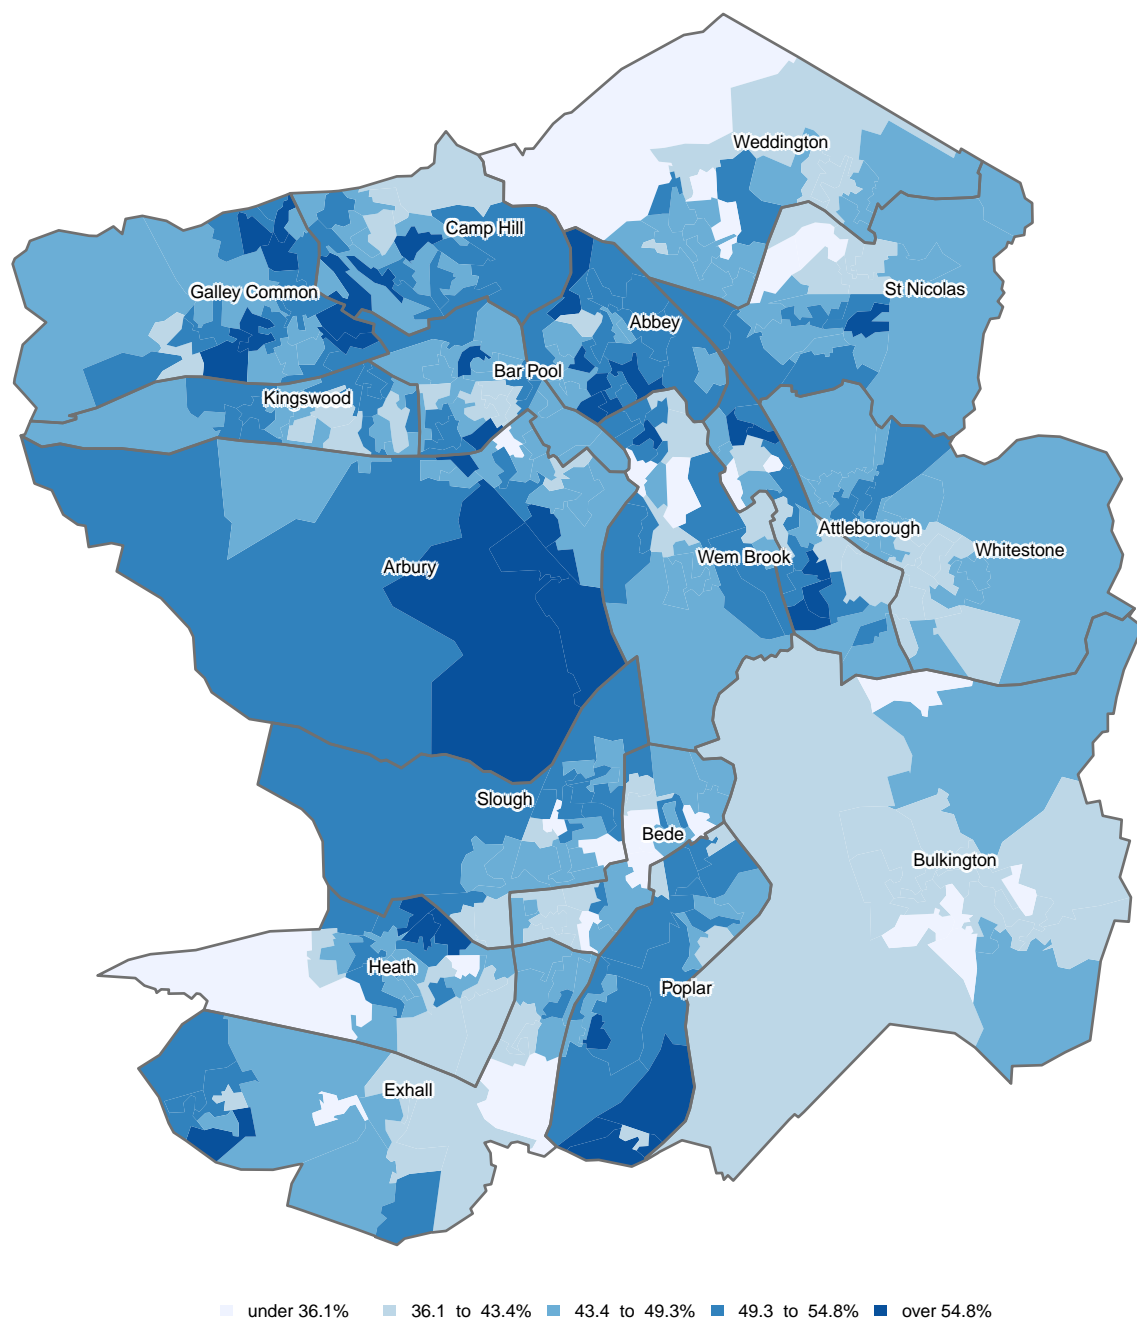 Weddington
Camp Hill
Galley Common
St Nicolas
Abbey
Bar Pool
Kingswood
Attleborough
Whitestone
Wem Brook
Arbury
Slough
Bede
Bulkington
Heath
Poplar
Exhall
under 36.1% 36.1 to 43.4% 43.4 to 49.3% 49.3 to 54.8% over 54.8%